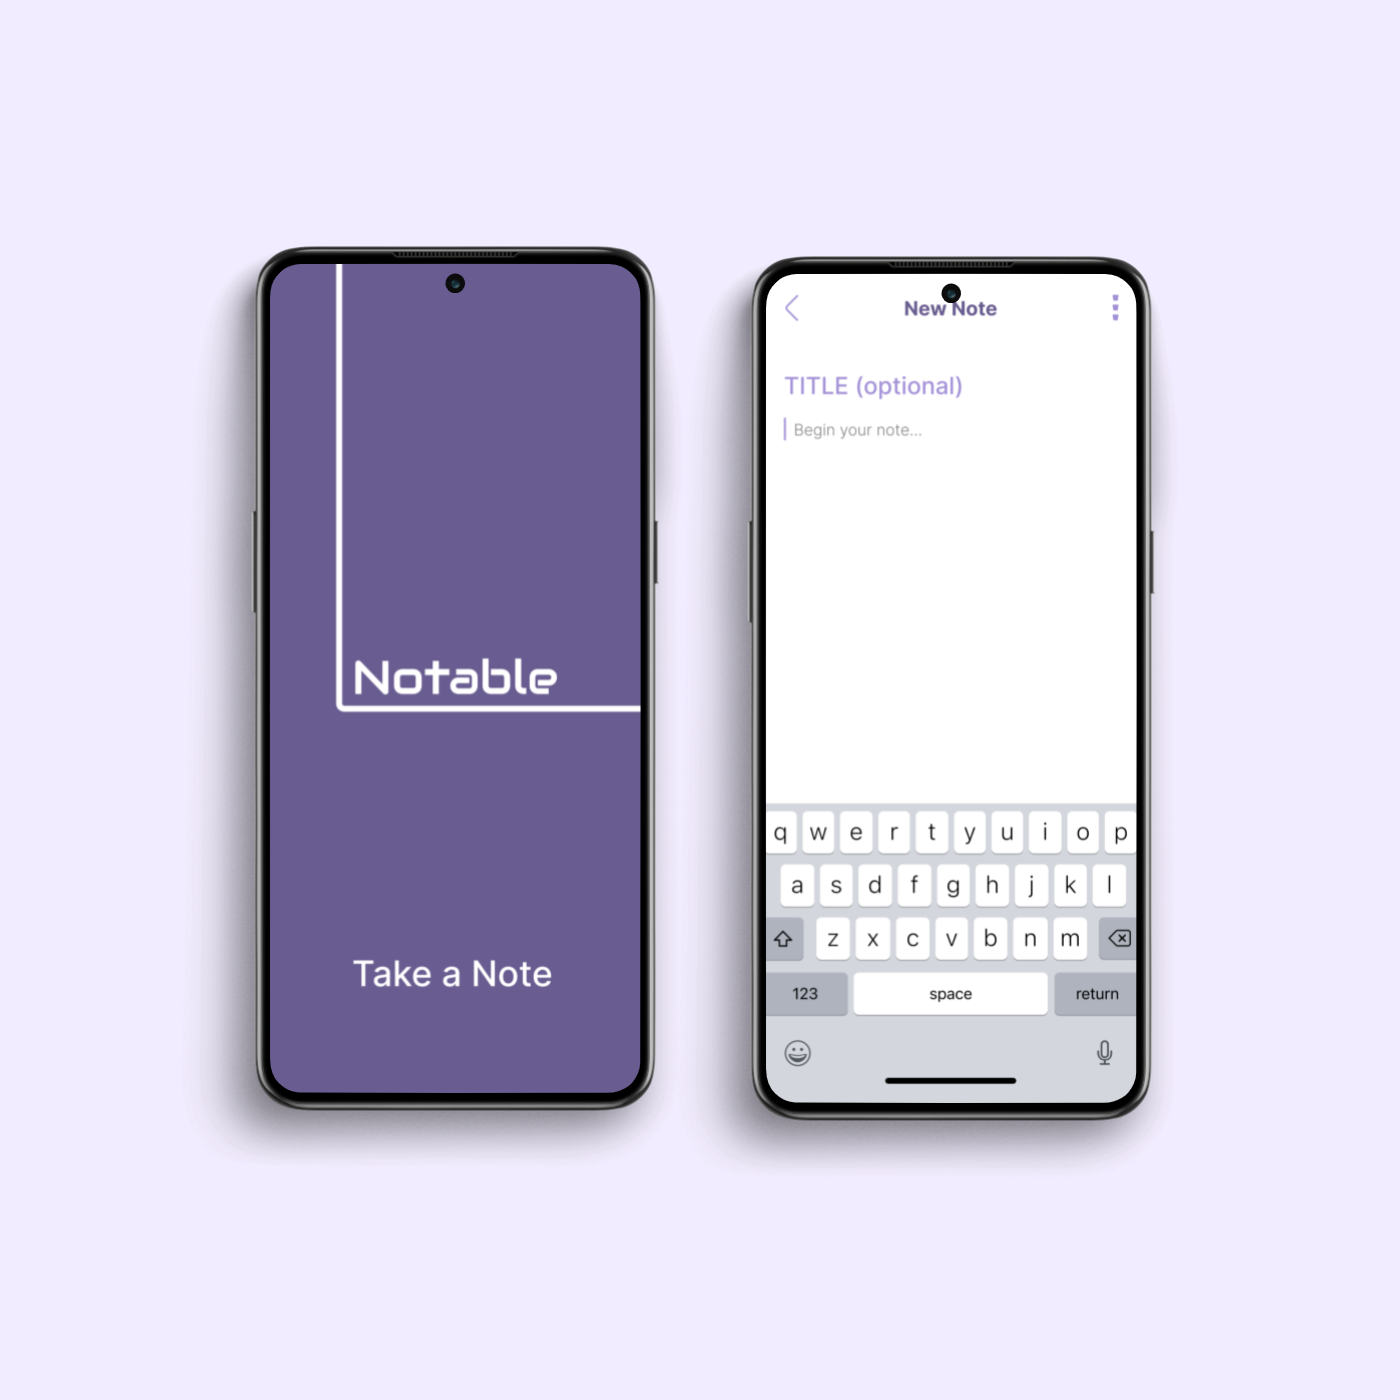 Notable
Take a Note
New Note
TITLE (optional)
Begin your note...
q w e r t y u i o p
a s d f g h j k l
z x c v b n m
123 space return